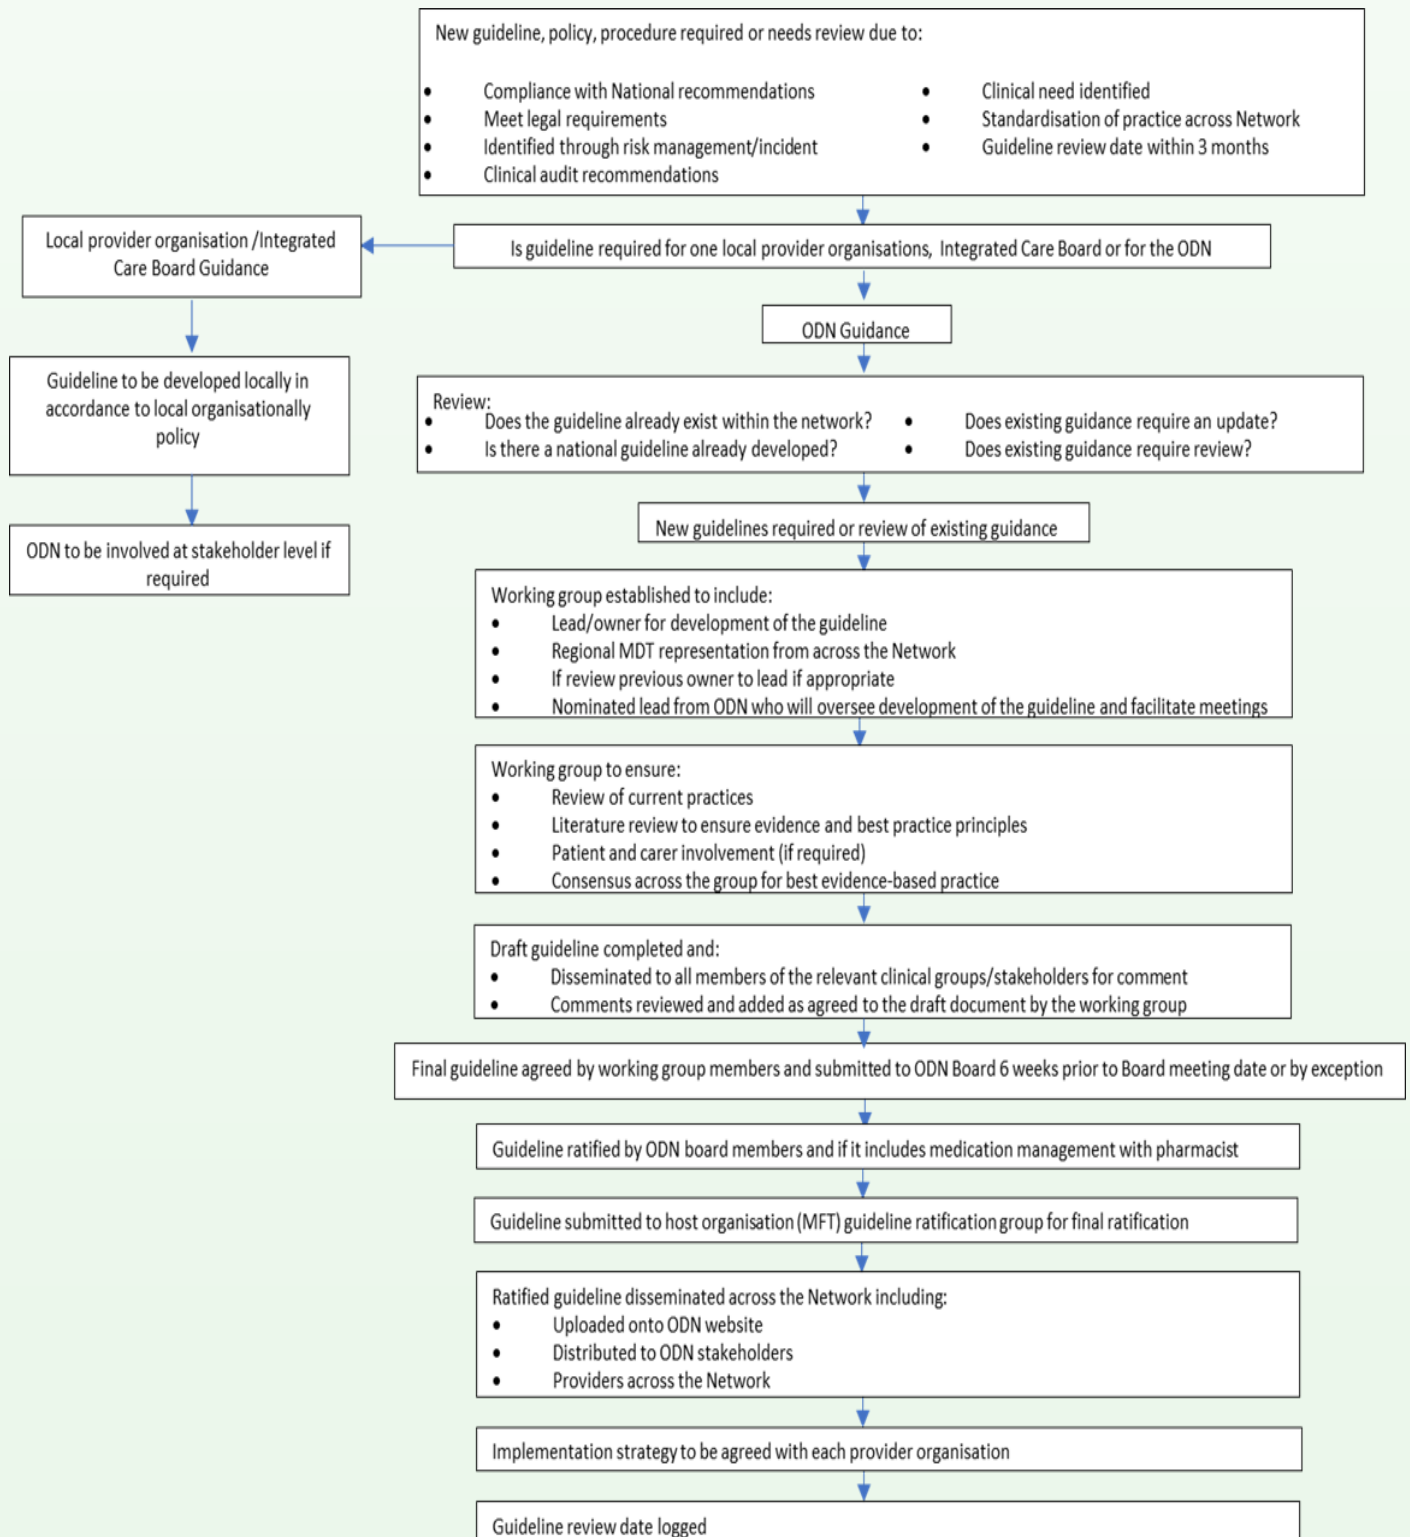 New guideline, policy, procedure required or needs review due to:
• Compliance with National recommendations
• Meet legal requirements
• Identified through risk management/incident
• Clinical audit recommendations
• Clinical need identified
• Standardisation of practice across Network
• Guideline review date within 3 months
Is guideline required for one local provider organisations, Integrated Care Board or for the ODN
Local provider organisation /Integrated
Care Board Guidance
Guideline to be developed locally in
accordance to local organisationally
policy
ODN to be involved at stakeholder level if
required
ODN Guidance
Review:
• Does the guideline already exist within the network?
• Is there a national guideline already developed?
• Does existing guidance require an update?
• Does existing guidance require review?
New guidelines required or review of existing guidance
Working group established to include:
• Lead/owner for development of the guideline
• Regional MDT representation from across the Network
• If review previous owner to lead if appropriate
• Nominated lead from ODN who will oversee development of the guideline and facilitate meetings
Working group to ensure:
• Review of current practices
• Literature review to ensure evidence and best practice principles
• Patient and carer involvement (if required)
• Consensus across the group for best evidence-based practice
Draft guideline completed and:
• Disseminated to all members of the relevant clinical groups/stakeholders for comment
• Comments reviewed and added as agreed to the draft document by the working group
Final guideline agreed by working group members and submitted to ODN Board 6 weeks prior to Board meeting date or by exception
Guideline ratified by ODN board members and if it includes medication management with pharmacist
Guideline submitted to host organisation (MFT) guideline ratification group for final ratification
Ratified guideline disseminated across the Network including:
• Uploaded onto ODN website
• Distributed to ODN stakeholders
• Providers across the Network
Implementation strategy to be agreed with each provider organisation
Guideline review date logged